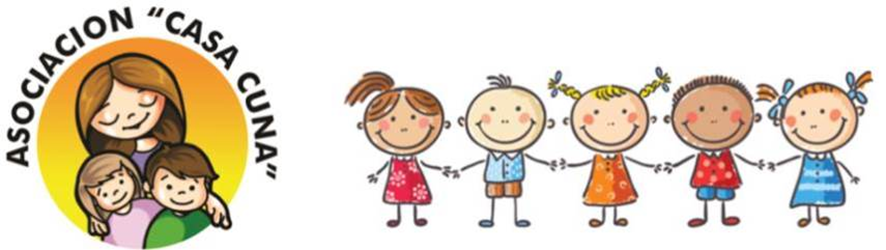 ASOCIACION “CASA CUNA”